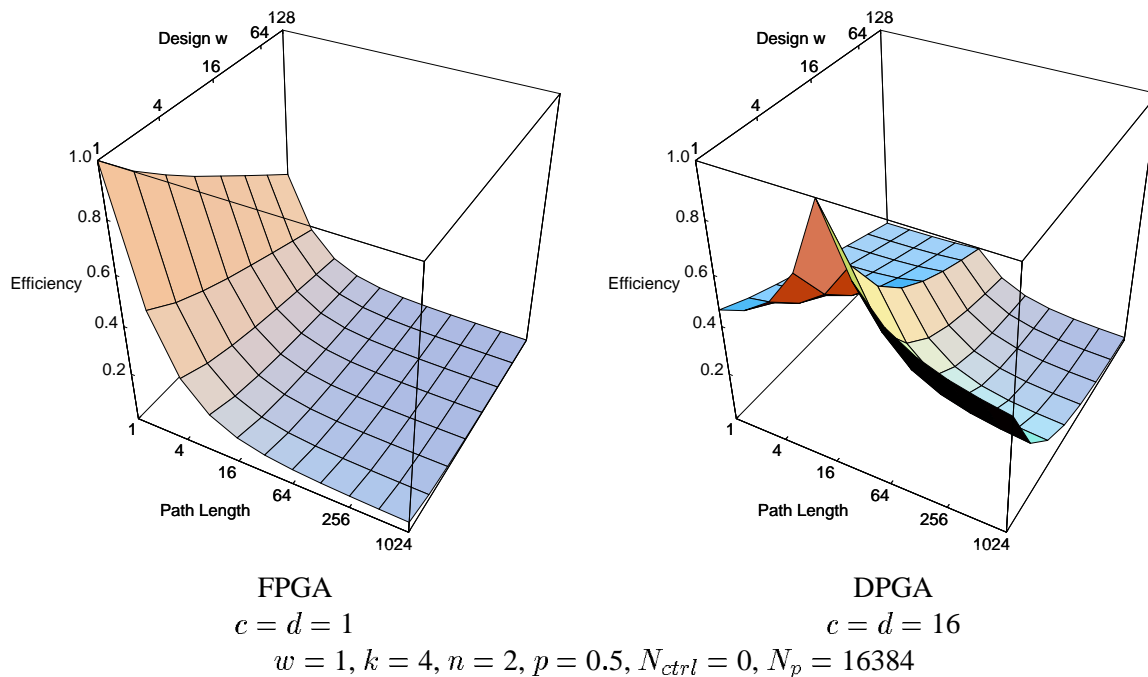 128
64
Design w
16
4
1
1.0
0.8
Efficiency
0.6
0.4
0.2
1
4
16
64
Path Length
256
1024
128
64
Design w
16
4
1
1.0
0.8
Efficiency
0.6
0.4
0.2
1
4
16
64
Path Length
256
1024
FPGA
c = d = 1
DPGA
c = d = 16
w = 1, k = 4, n = 2, p = 0.5, N_ctrl = 0, N_p = 16384